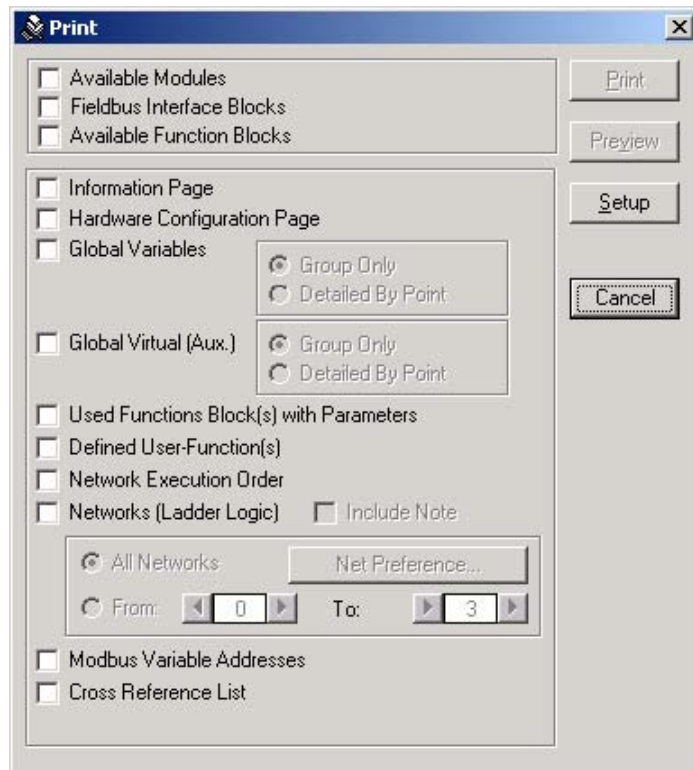 Print
Available Modules
Fieldbus Interface Blocks
Available Function Blocks
Print
Preview
Setup
Cancel
Information Page
Hardware Configuration Page
Global Variables
Group Only
Detailed By Point
Global Virtual (Aux.)
Group Only
Detailed By Point
Used Functions Block(s) with Parameters
Defined User-Function(s)
Network Execution Order
Networks (Ladder Logic) Include Note
All Networks Net Preference...
From: 0 To: 3
Modbus Variable Addresses
Cross Reference List